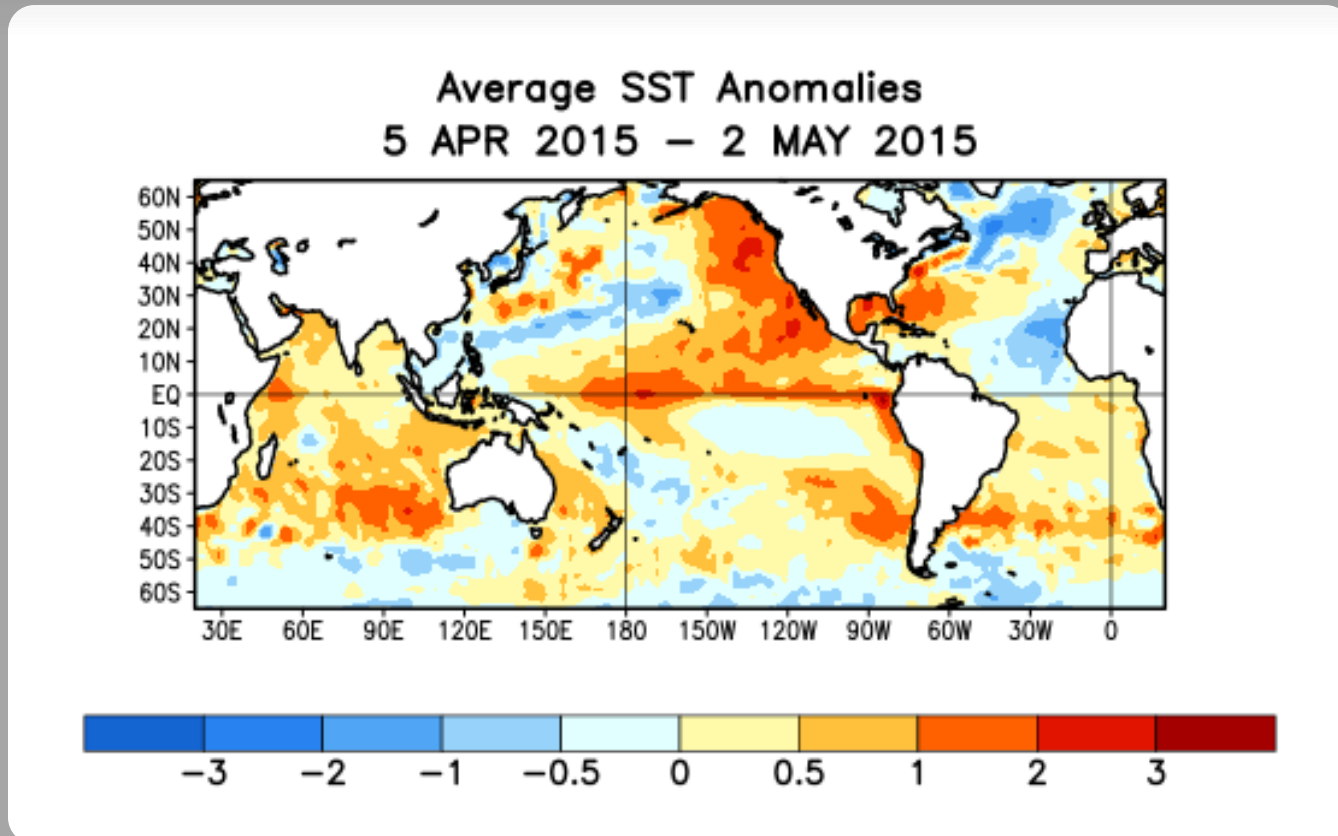 Average SST Anomalies
5 APR 2015 – 2 MAY 2015
60N
50N
40N
30N
20N
10N
EQ
10S
20S
30S
40S
50S
60S
30E 60E 90E 120E 150E 180 150W 120W 90W 60W 30W 0
−3 −2 −1 −0.5 0 0.5 1 2 3